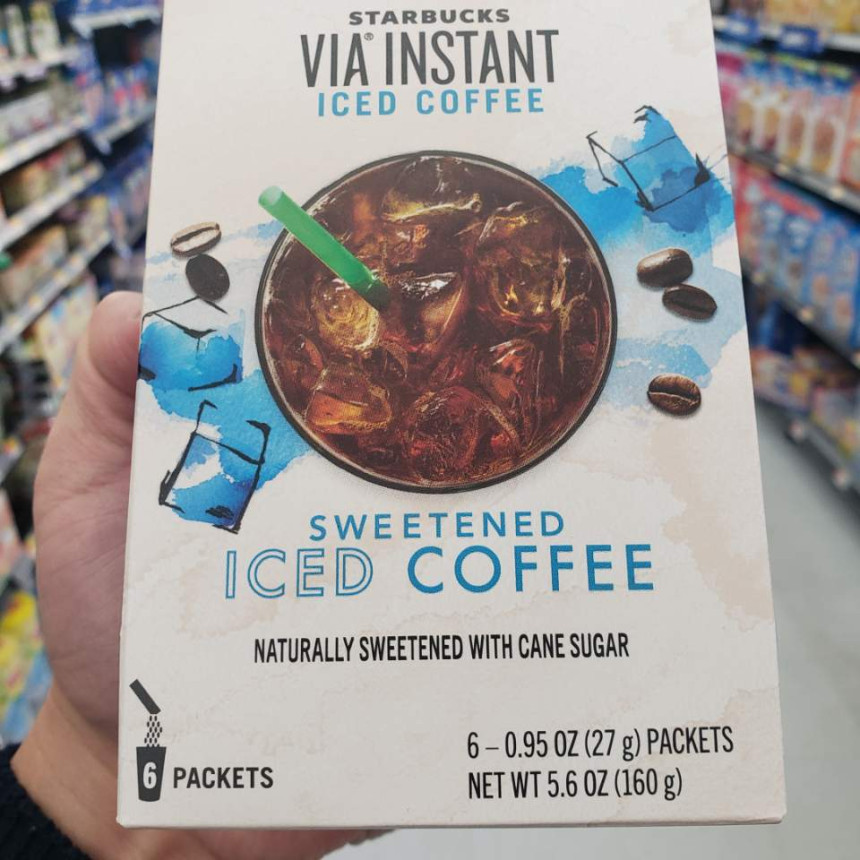 STARBUCKS
VIA® INSTANT
ICED COFFEE
SWEETENED
ICED COFFEE
NATURALLY SWEETENED WITH CANE SUGAR
6 – 0.95 OZ (27 g) PACKETS
NET WT 5.6 OZ (160 g)
6 PACKETS